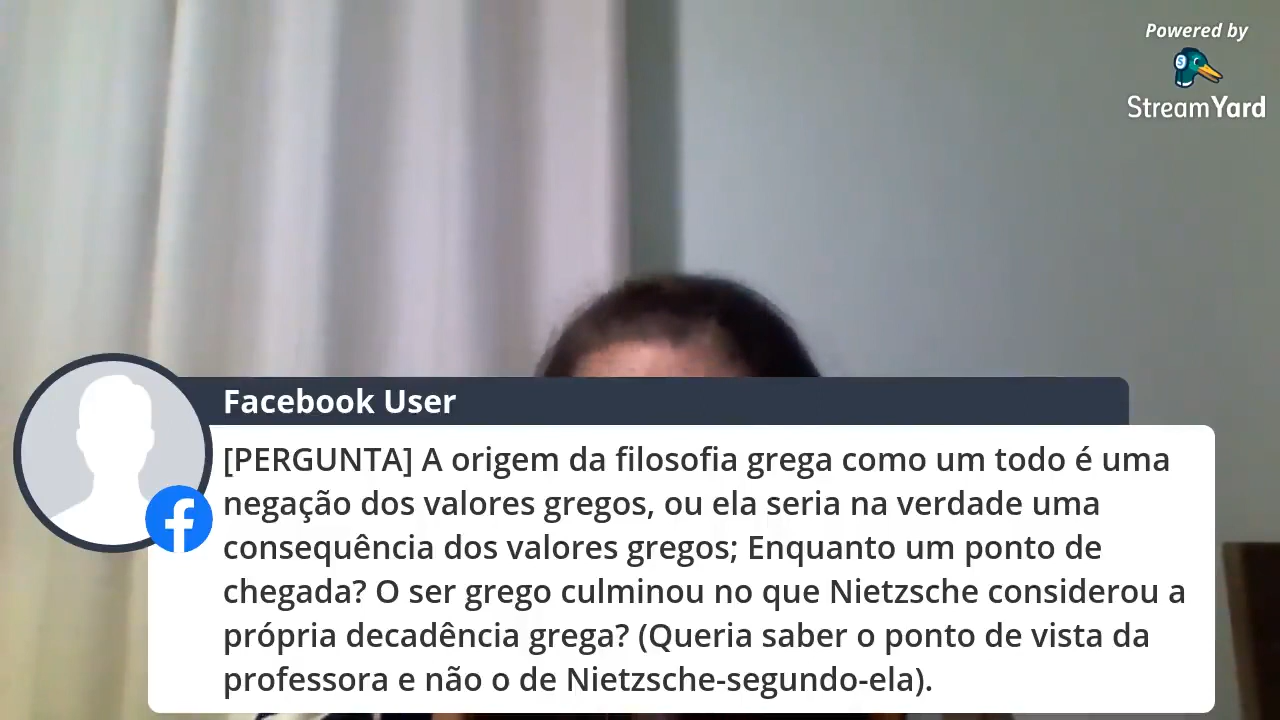 Powered by
StreamYard
Facebook User
[PERGUNTA] A origem da filosofia grega como um todo é uma
negação dos valores gregos, ou ela seria na verdade uma
consequência dos valores gregos; Enquanto um ponto de
chegada? O ser grego culminou no que Nietzsche considerou a
própria decadência grega? (Queria saber o ponto de vista da
professora e não o de Nietzsche-segundo-ela).